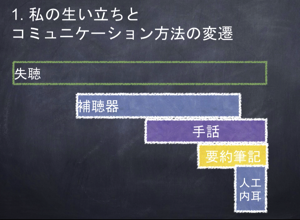 1. 私の生い立ちと
コミュニケーション方法の変遷
失聴
補聴器
手話
要約筆記
人工
内耳